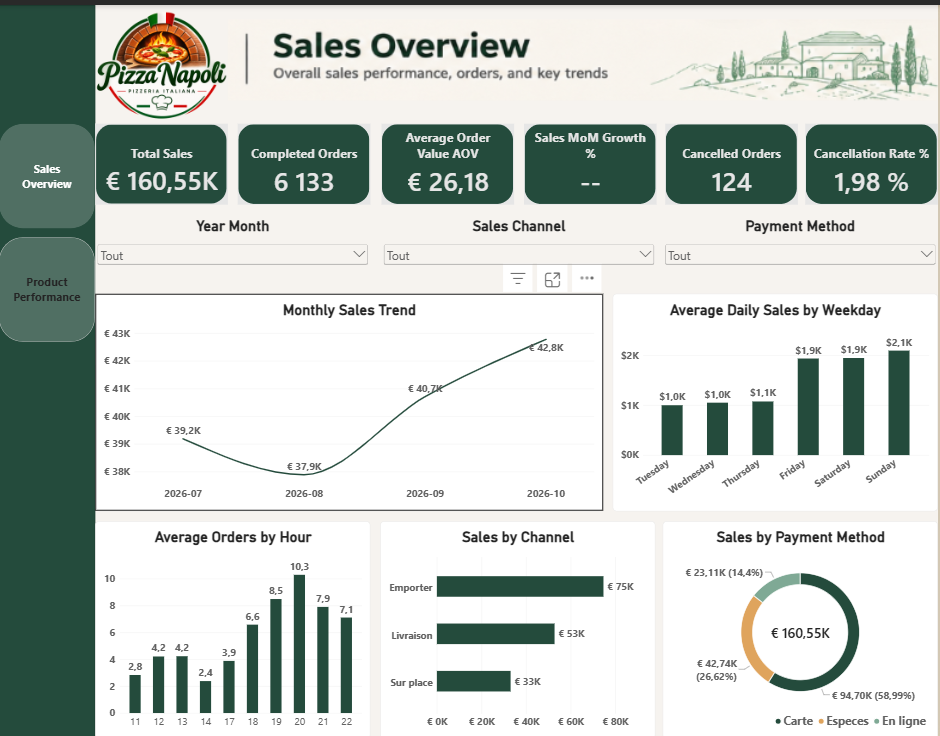 Pizza Napoli
PIZZERIA ITALIANA
Sales Overview
Overall sales performance, orders, and key trends
Sales
Overview
Product
Performance
Total Sales
€ 160,55K
Completed Orders
6 133
Average Order
Value AOV
€ 26,18
Sales MoM Growth
%
--
Cancelled Orders
124
Cancellation Rate %
1,98 %
Year Month
Tout
Sales Channel
Tout
Payment Method
Tout
Monthly Sales Trend
€ 43K
€ 42K
€ 41K
€ 40K
€ 39K
€ 38K
€ 39,2K
€ 37,9K
€ 40,7K
€ 42,8K
2026-07
2026-08
2026-09
2026-10
Average Daily Sales by Weekday
$2K
$1K
$0K
$1,0K
$1,0K
$1,1K
$1,9K
$1,9K
$2,1K
Tuesday
Wednesday
Thursday
Friday
Saturday
Sunday
Average Orders by Hour
10
8
6
4
2
0
2,8
4,2
4,2
2,4
3,9
6,6
8,5
10,3
7,9
7,1
11
12
13
14
17
18
19
20
21
22
Sales by Channel
Emporter
€ 75K
Livraison
€ 53K
Sur place
€ 33K
€ 0K
€ 20K
€ 40K
€ 60K
€ 80K
Sales by Payment Method
€ 23,11K (14,4%)
€ 160,55K
€ 42,74K
(26,62%)
€ 94,70K (58,99%)
Carte
Especes
En ligne